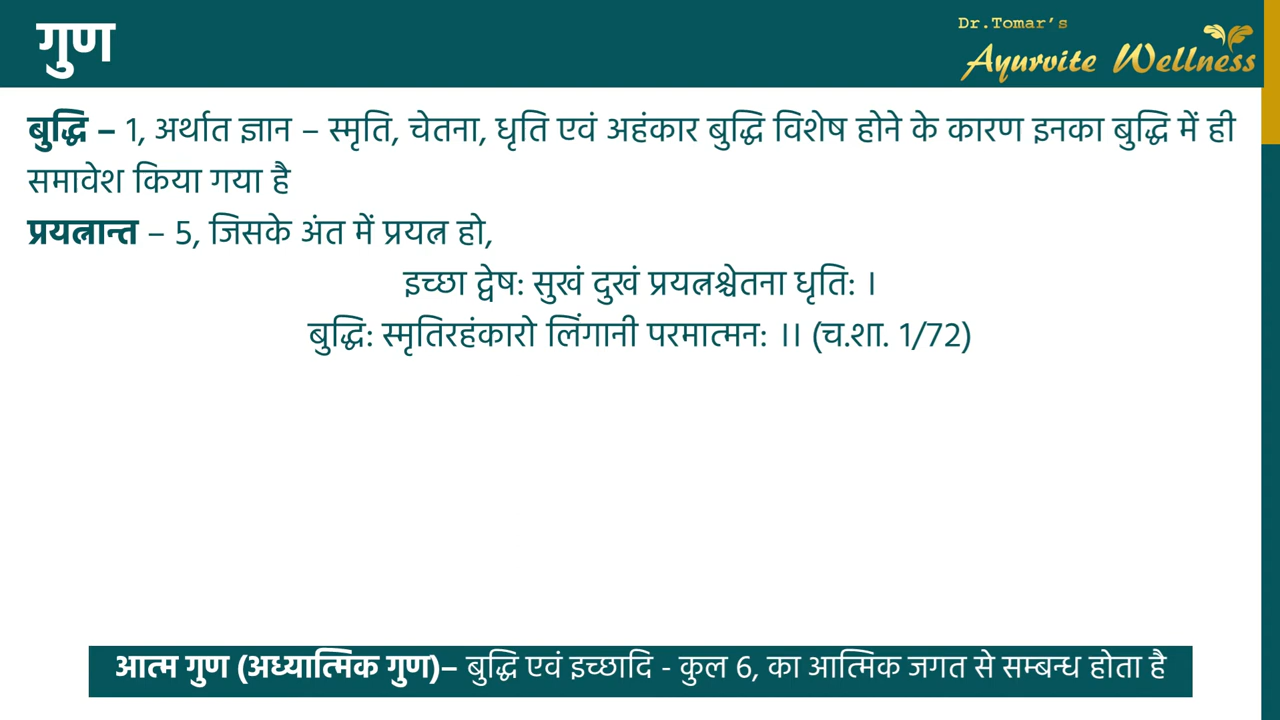 गुण
Dr.Tomar's
Ayurvite Wellness
बुद्धि – 1, अर्थात ज्ञान – स्मृति, चेतना, धृति एवं अहंकार बुद्धि विशेष होने के कारण इनका बुद्धि में ही
समावेश किया गया है
प्रयत्नान्त – 5, जिसके अंत में प्रयत्न हो,
इच्छा द्वेषः सुखं दुखं प्रयत्नश्चेतना धृतिः ।
बुद्धिः स्मृतिरहंकारो लिंगानी परमात्मनः ।। (च.शा. 1/72)
आत्म गुण (अध्यात्मिक गुण)– बुद्धि एवं इच्छादि - कुल 6, का आत्मिक जगत से सम्बन्ध होता है